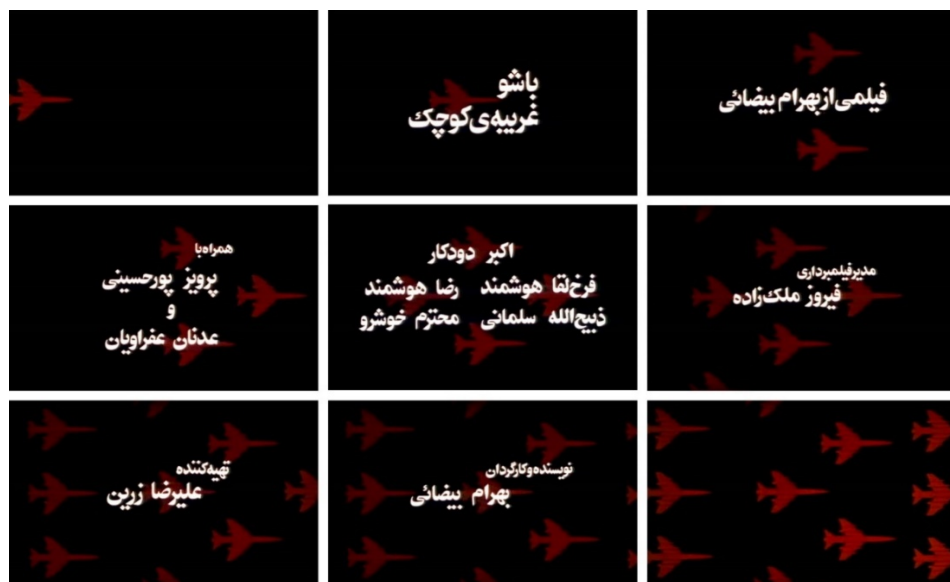 باشو
غریبه‌ی کوچک
فیلمی از بهرام بیضائی
همراه با
پرویز پورحسینی
و
عدنان عفراویان
اکبر دودکار
فرخ‌لقا هوشمند رضا هوشمند
ذبیح‌الله سلمانی محترم خوشرو
مدیر فیلمبرداری
فیروز ملک‌زاده
تهیه‌کننده
علیرضا زرین
نویسنده و کارگردان
بهرام بیضائی